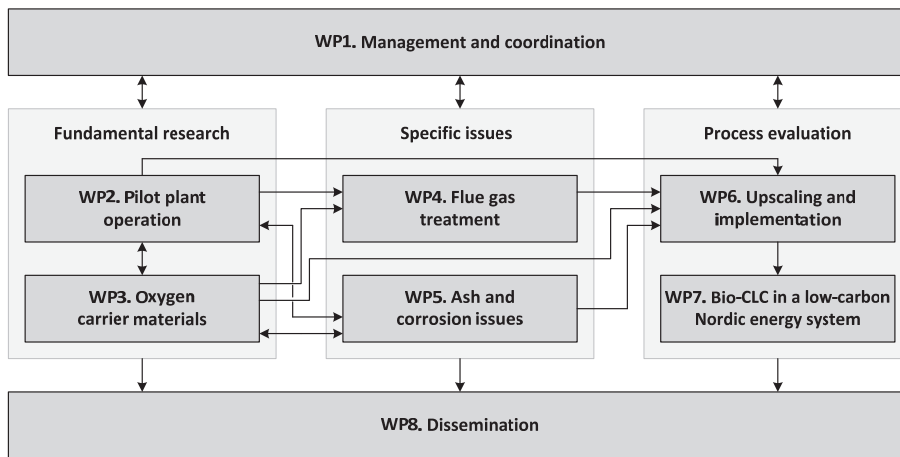 WP1. Management and coordination
Fundamental research
Specific issues
Process evaluation
WP2. Pilot plant
operation
WP4. Flue gas
treatment
WP6. Upscaling and
implementation
WP3. Oxygen
carrier materials
WP5. Ash and
corrosion issues
WP7. Bio-CLC in a low-carbon
Nordic energy system
WP8. Dissemination